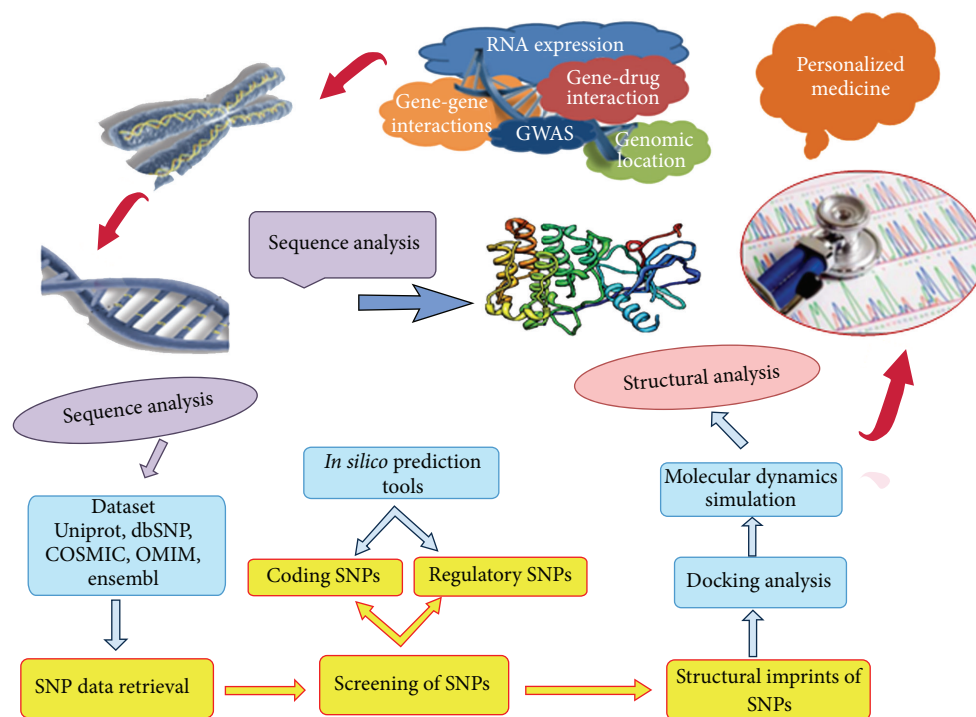 RNA expression
Gene-gene
interactions
Gene-drug
interaction
GWAS
Genomic
location
Personalized
medicine
Sequence analysis
Structural analysis
Sequence analysis
In silico prediction
tools
Molecular dynamics
simulation
Dataset
Uniprot, dbSNP,
COSMIC, OMIM,
ensembl
Coding SNPs
Regulatory SNPs
Docking analysis
SNP data retrieval
Screening of SNPs
Structural imprints of
SNPs